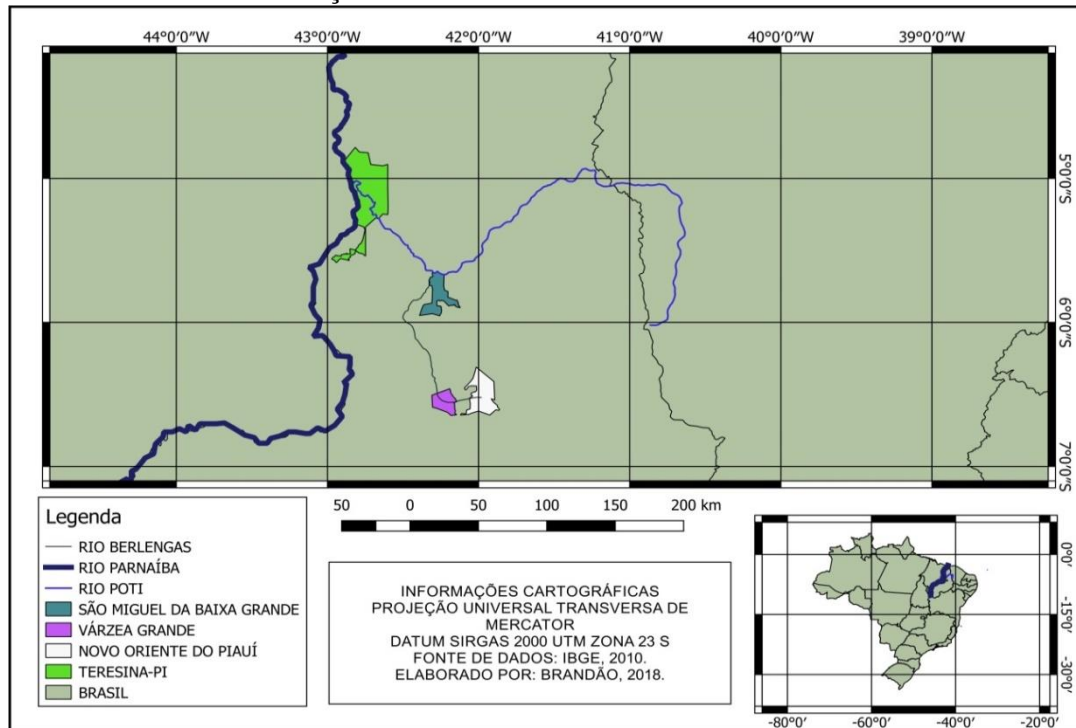 44°0'0"W 43°0'0"W 42°0'0"W 41°0'0"W 40°0'0"W 39°0'0"W
5°0'0"S
6°0'0"S
7°0'0"S
50 0 50 100 150 200 km
Legenda
RIO BERLENGAS
RIO PARNAÍBA
RIO POTI
SÃO MIGUEL DA BAIXA GRANDE
VÁRZEA GRANDE
NOVO ORIENTE DO PIAUÍ
TERESINA-PI
BRASIL
INFORMAÇÕES CARTOGRÁFICAS
PROJEÇÃO UNIVERSAL TRANSVERSA DE
MERCATOR
DATUM SIRGAS 2000 UTM ZONA 23 S
FONTE DE DADOS: IBGE, 2010.
ELABORADO POR: BRANDÃO, 2018.
0°0'
-15°0'
-30°0'
-80°0' -60°0' -40°0' -20°0'